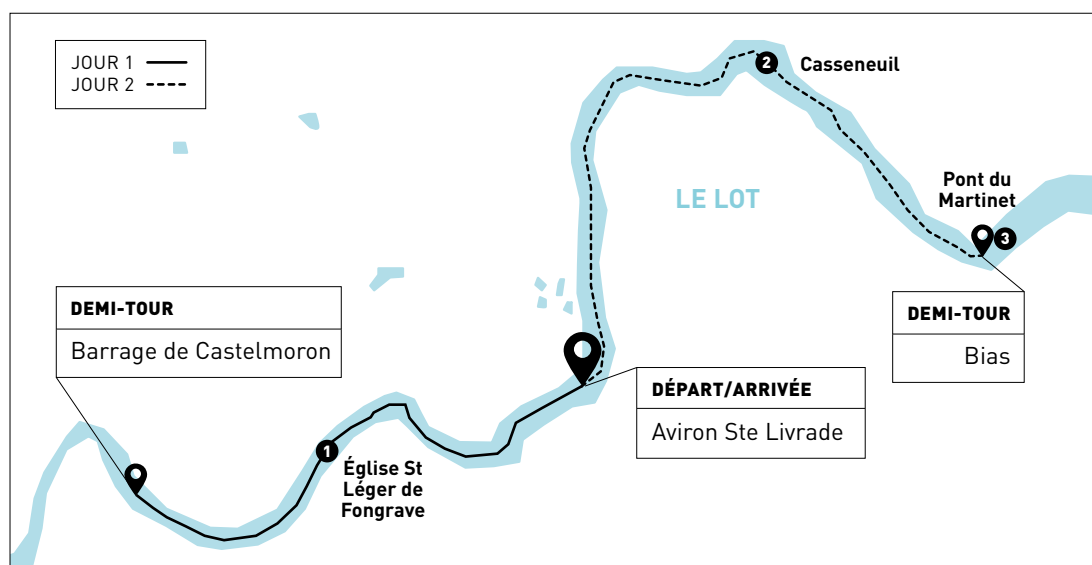 JOUR 1
JOUR 2
2
Casseneuil
LE LOT
Pont du
Martinet
3
DEMI-TOUR
Barrage de Castelmoron
DEMI-TOUR
Bias
DÉPART/ARRIVÉE
Aviron Ste Livrade
1
Église St
Léger de
Fongrave